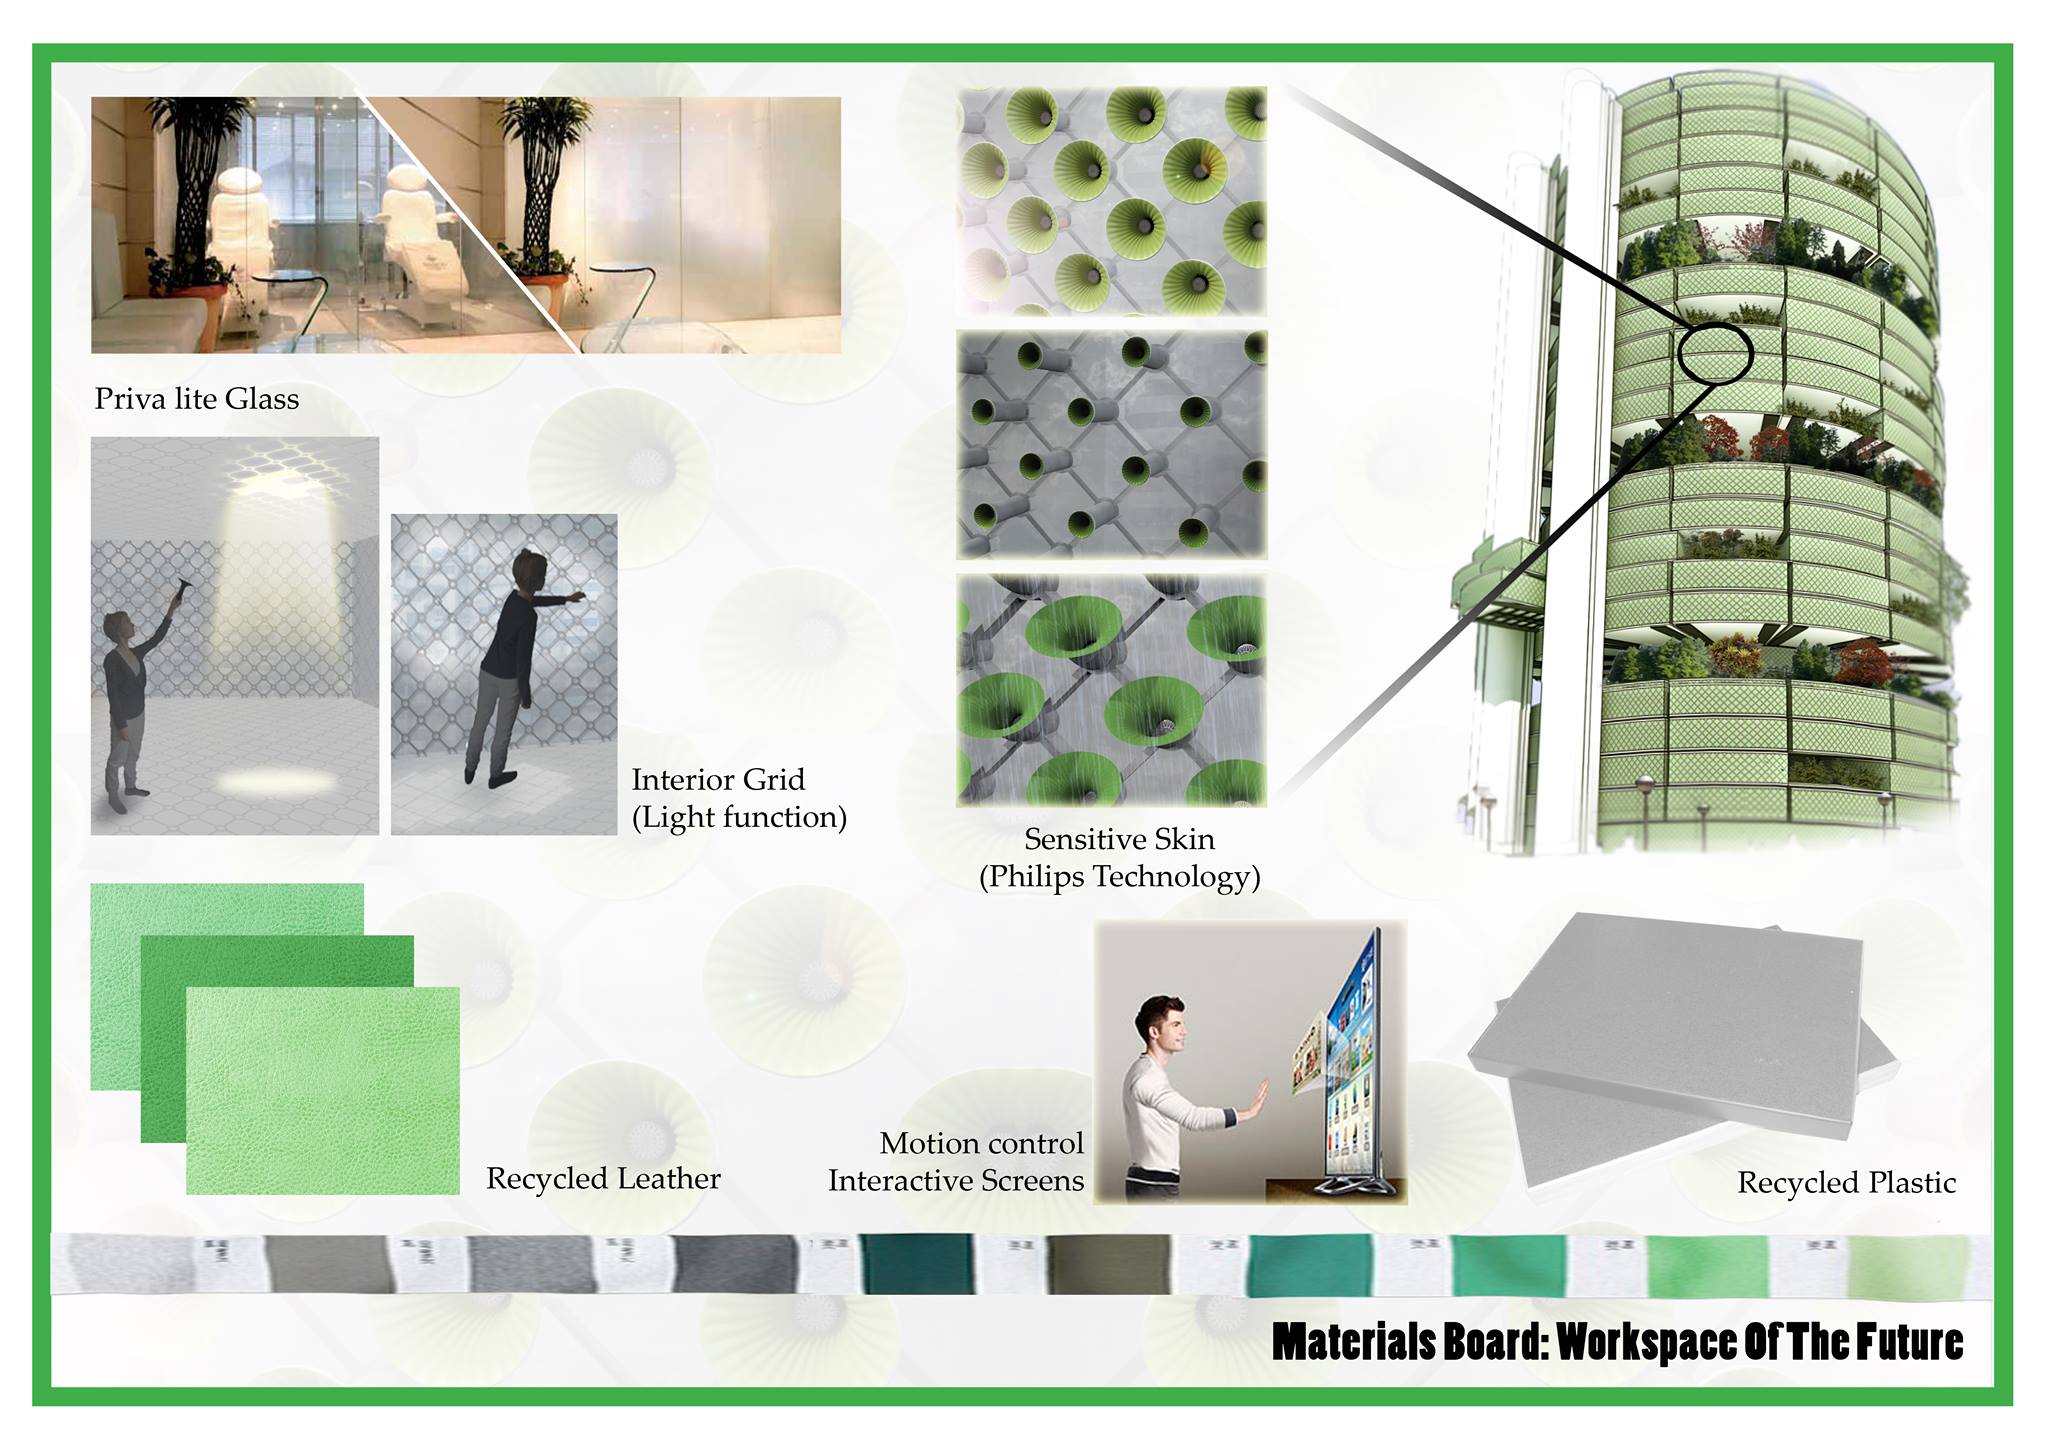 Priva lite Glass
Interior Grid
(Light function)
Sensitive Skin
(Philips Technology)
Recycled Leather
Motion control
Interactive Screens
Recycled Plastic
Materials Board: Workspace Of The Future